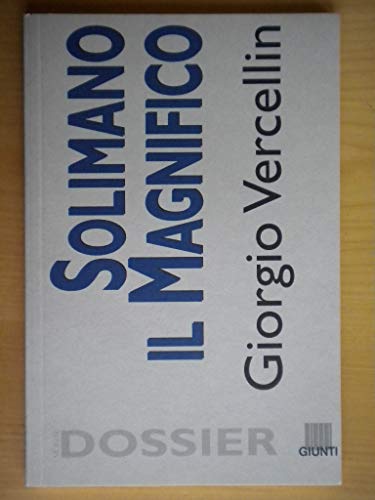 SOLIMANO
IL MAGNIFICO
Giorgio Vercellin
DOSSIER
GIUNTI